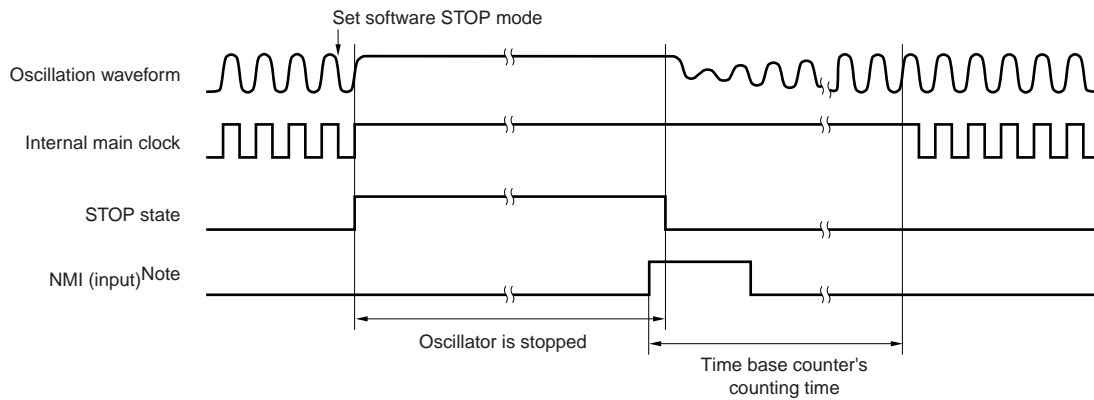 Set software STOP mode
Oscillation waveform
Internal main clock
STOP state
NMI (input)Note
Oscillator is stopped
Time base counter's
counting time